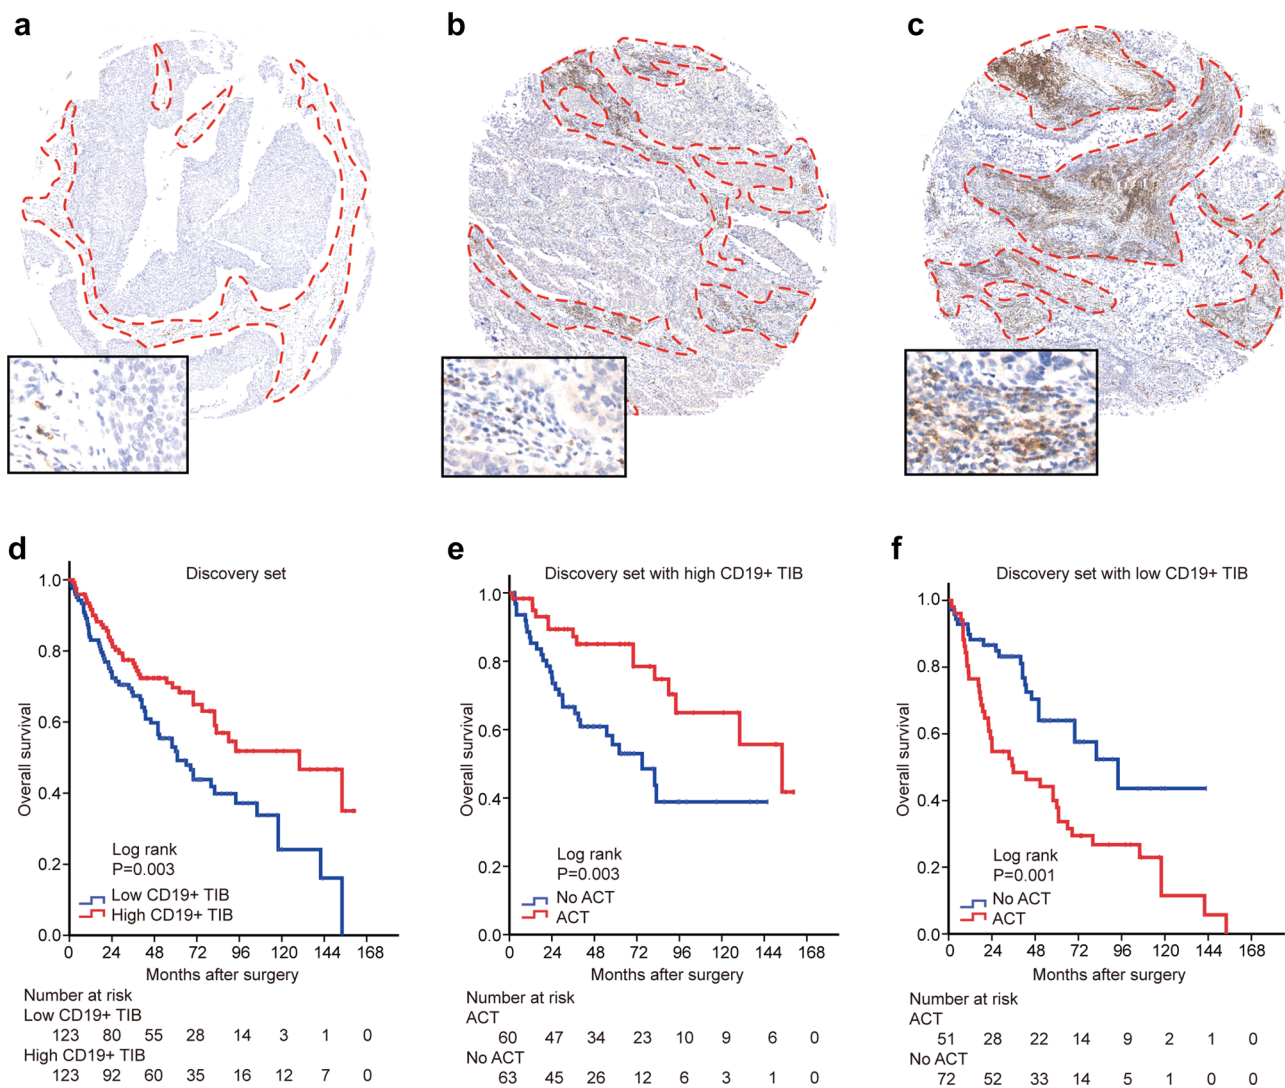 a
b
c
d
Discovery set
Overall survival
1.0
0.8
0.6
0.4
0.2
0.0
Log rank
P=0.003
Low CD19+ TIB
High CD19+ TIB
0 24 48 72 96 120 144 168
Months after surgery
Number at risk
Low CD19+ TIB
123 80 55 28 14 3 1 0
High CD19+ TIB
123 92 60 35 16 12 7 0
e
Discovery set with high CD19+ TIB
Overall survival
1.0
0.8
0.6
0.4
0.2
0.0
Log rank
P=0.003
No ACT
ACT
0 24 48 72 96 120 144 168
Months after surgery
Number at risk
ACT
60 47 34 23 10 9 6 0
No ACT
63 45 26 12 6 3 1 0
f
Discovery set with low CD19+ TIB
Overall survival
1.0
0.8
0.6
0.4
0.2
0.0
Log rank
P=0.001
No ACT
ACT
0 24 48 72 96 120 144 168
Months after surgery
Number at risk
ACT
51 28 22 14 9 2 1 0
No ACT
72 52 33 14 5 1 0 0